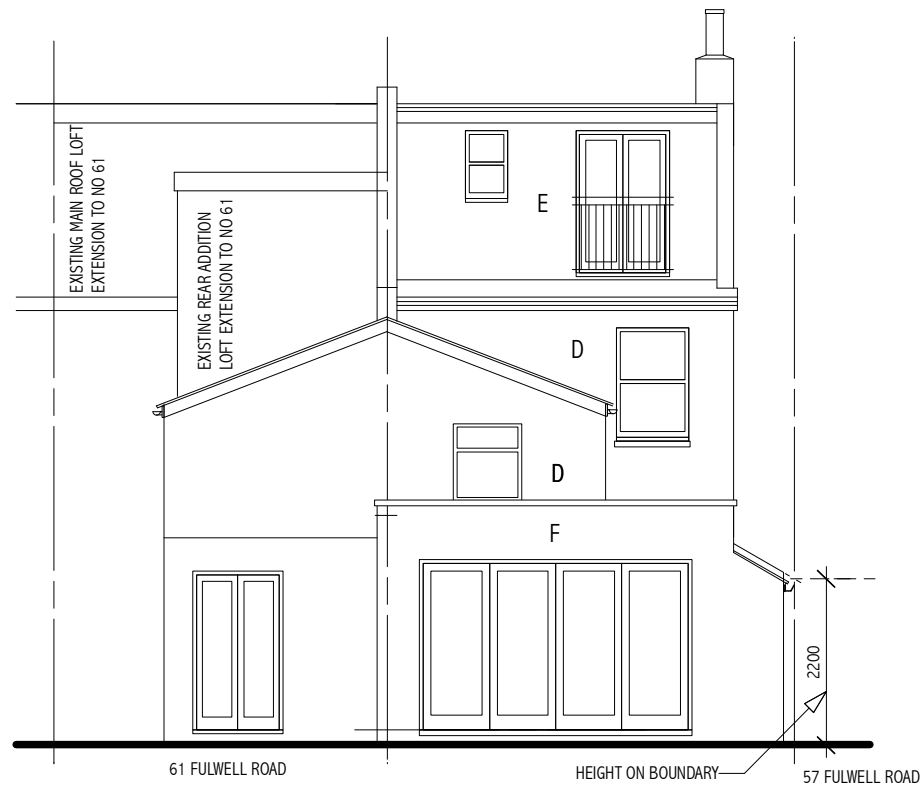 EXISTING MAIN ROOF LOFT
EXTENSION TO NO 61
EXISTING REAR ADDITION
LOFT EXTENSION TO NO 61
E
D
D
F
2200
61 FULWELL ROAD
HEIGHT ON BOUNDARY
57 FULWELL ROAD